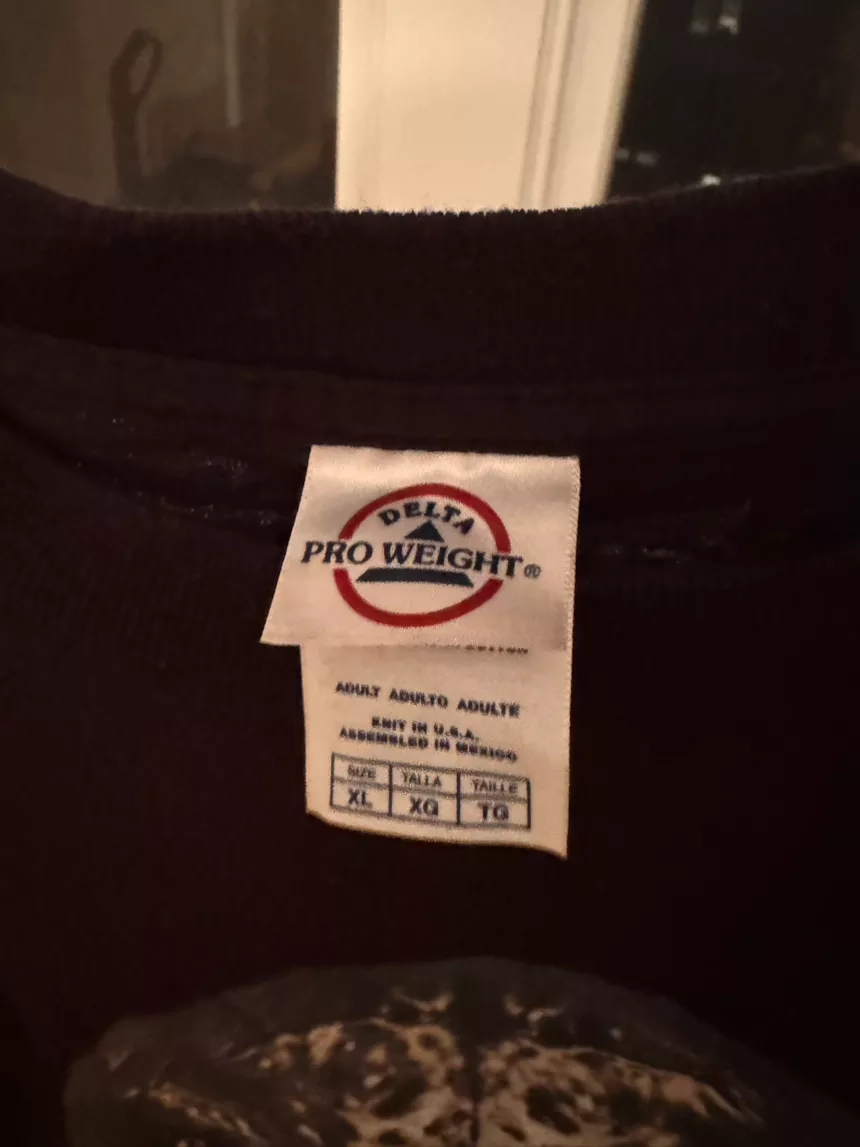 DELTA
PRO WEIGHT®
ADULT ADULTO ADULTE
KNIT IN U.S.A.
ASSEMBLED IN MEXICO
SIZE TALLA TAILLE
XL XG TG